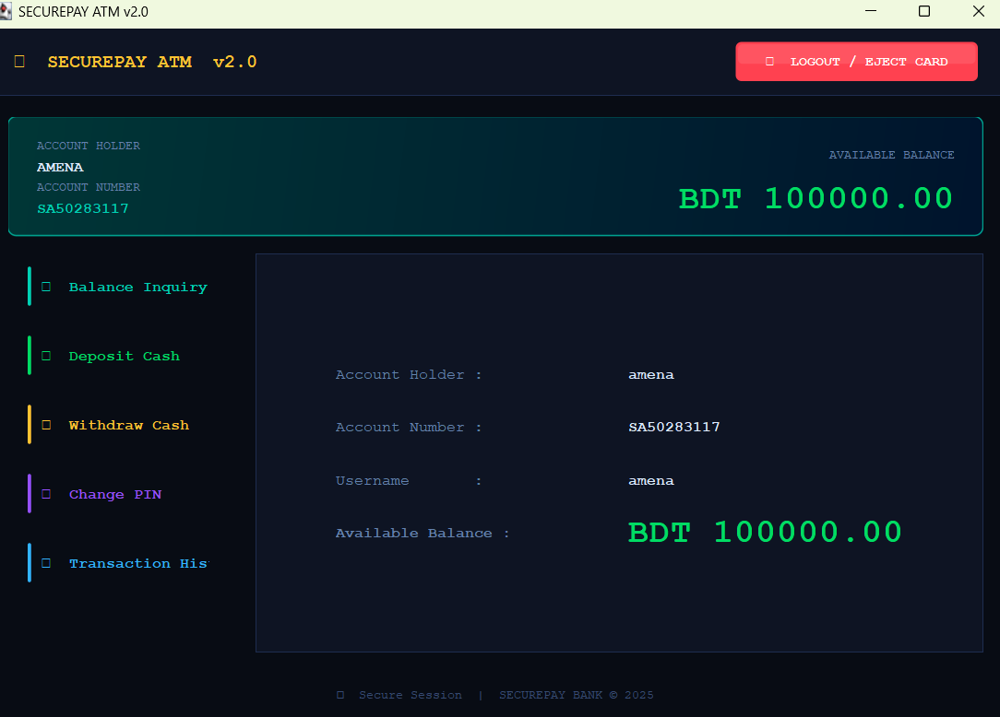 SECUREPAY ATM v2.0
SECUREPAY ATM v2.0
LOGOUT / EJECT CARD
ACCOUNT HOLDER
AMENA
ACCOUNT NUMBER
SA50283117
AVAILABLE BALANCE
BDT 100000.00
Balance Inquiry
Deposit Cash
Withdraw Cash
Change PIN
Transaction His
Account Holder : amena
Account Number : SA50283117
Username : amena
Available Balance : BDT 100000.00
Secure Session | SECUREPAY BANK © 2025